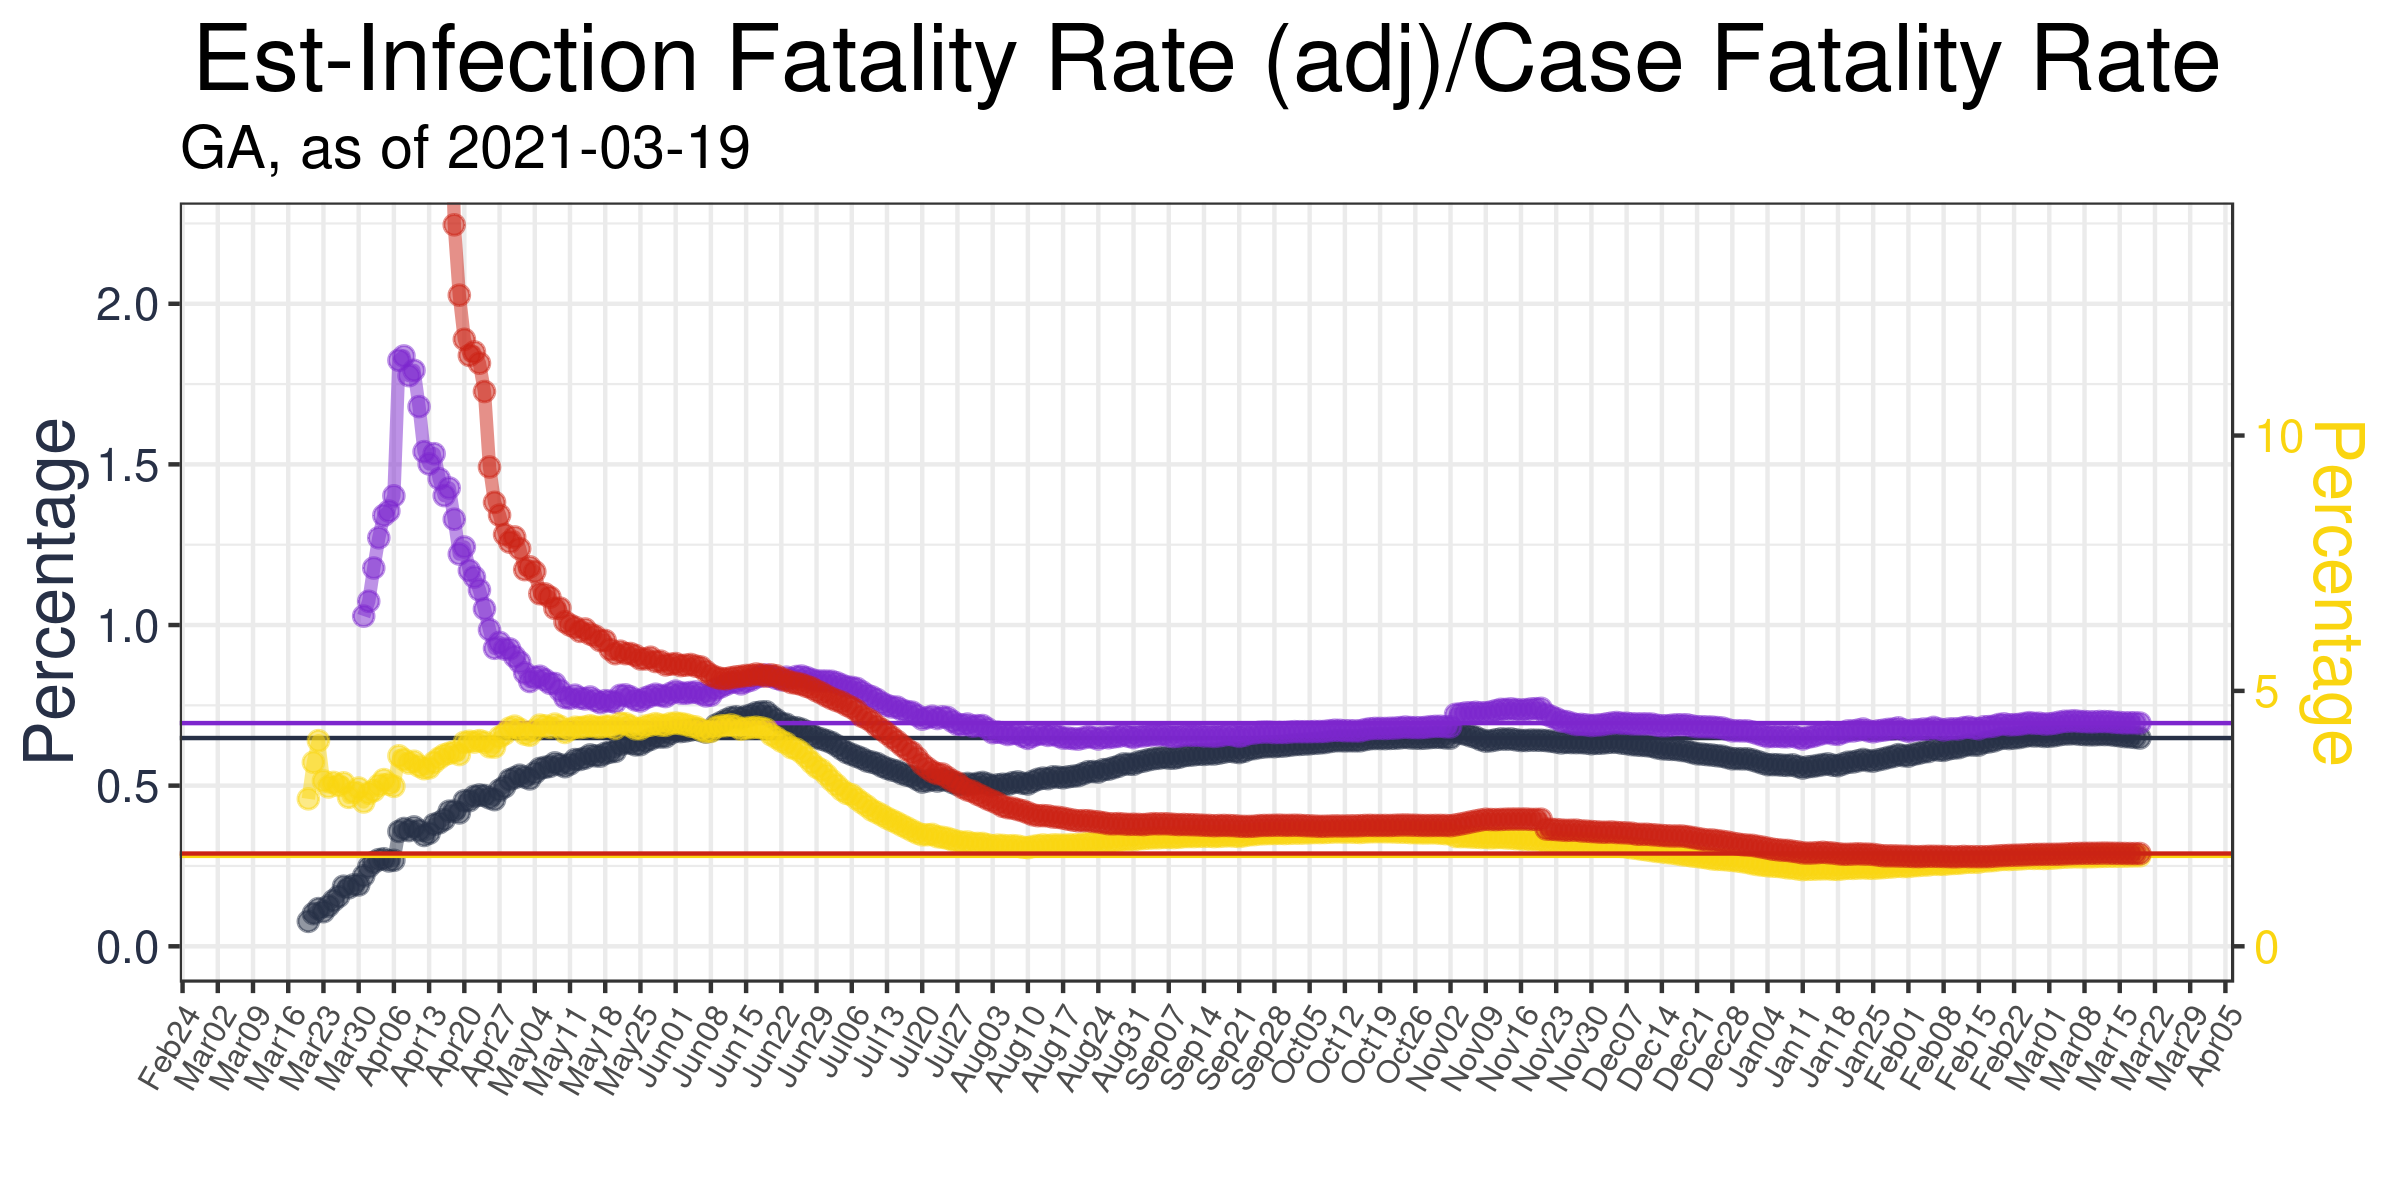 Est-Infection Fatality Rate (adj)/Case Fatality Rate
GA, as of 2021-03-19
Percentage
2.0
1.5
1.0
0.5
0.0
10
5
0
Percentage
Feb24
Mar02
Mar09
Mar16
Mar23
Mar30
Apr06
Apr13
Apr20
Apr27
May04
May11
May18
May25
Jun01
Jun08
Jun15
Jun22
Jun29
Jul06
Jul13
Jul20
Jul27
Aug03
Aug10
Aug17
Aug24
Aug31
Sep07
Sep14
Sep21
Sep28
Oct05
Oct12
Oct19
Oct26
Nov02
Nov09
Nov16
Nov23
Nov30
Dec07
Dec14
Dec21
Dec28
Jan04
Jan11
Jan18
Jan25
Feb01
Feb08
Feb15
Feb22
Mar01
Mar08
Mar15
Mar22
Mar29
Apr05